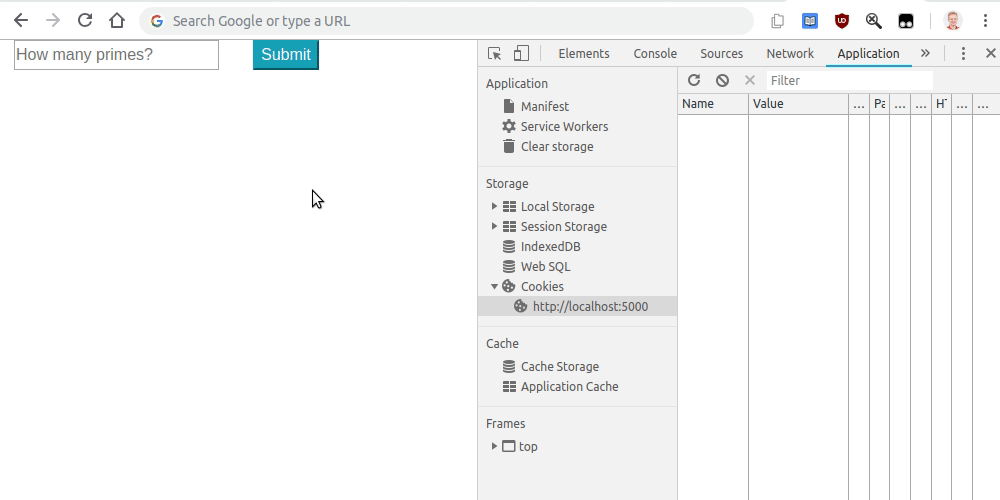 Search Google or type a URL
How many primes?
Submit
Elements Console Sources Network Application »
Application
Manifest
Service Workers
Clear storage
Storage
Local Storage
Session Storage
IndexedDB
Web SQL
Cookies
http://localhost:5000
Cache
Cache Storage
Application Cache
Frames
top
Filter
Name Value ... Pa ... ... HT ... ...